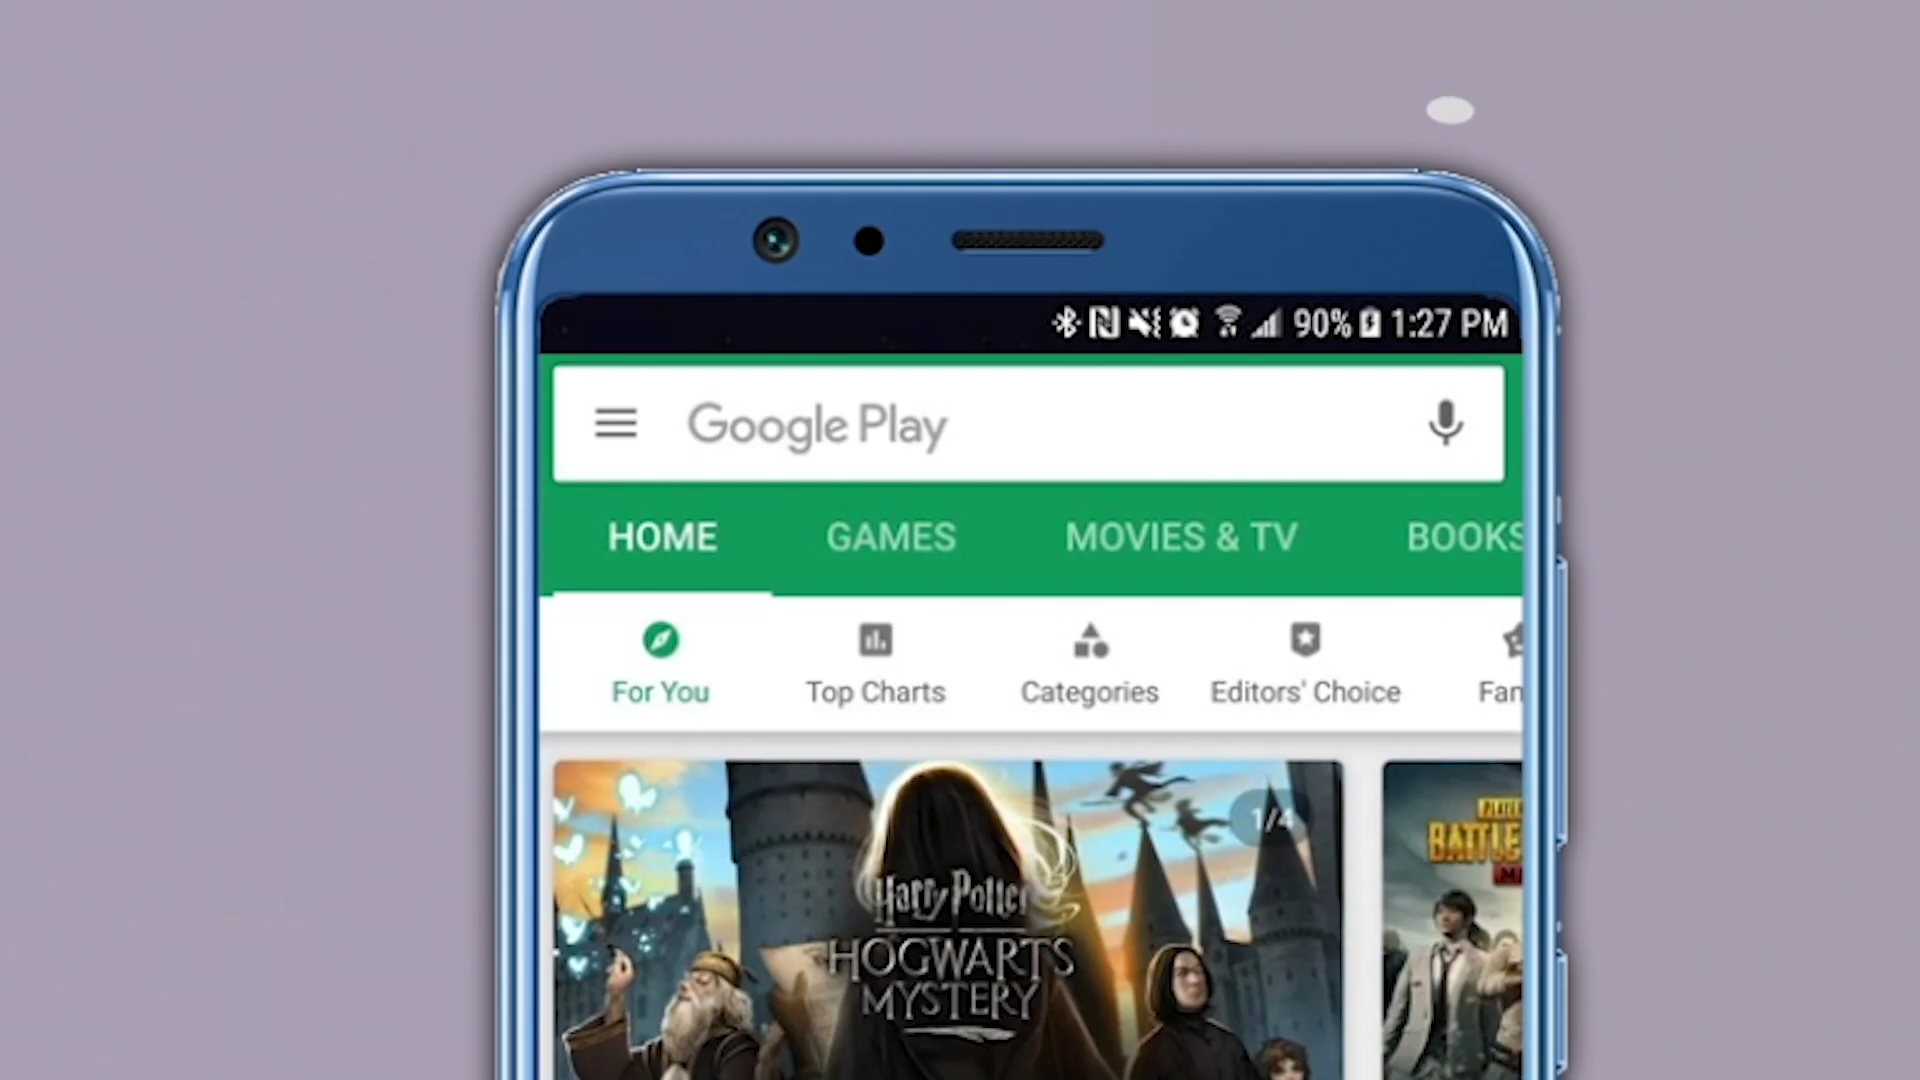 90% 1:27 PM
Google Play
HOME GAMES MOVIES & TV BOOKS
For You Top Charts Categories Editors' Choice Fam
1/4
Harry Potter
HOGWARTS
MYSTERY
BATTLE